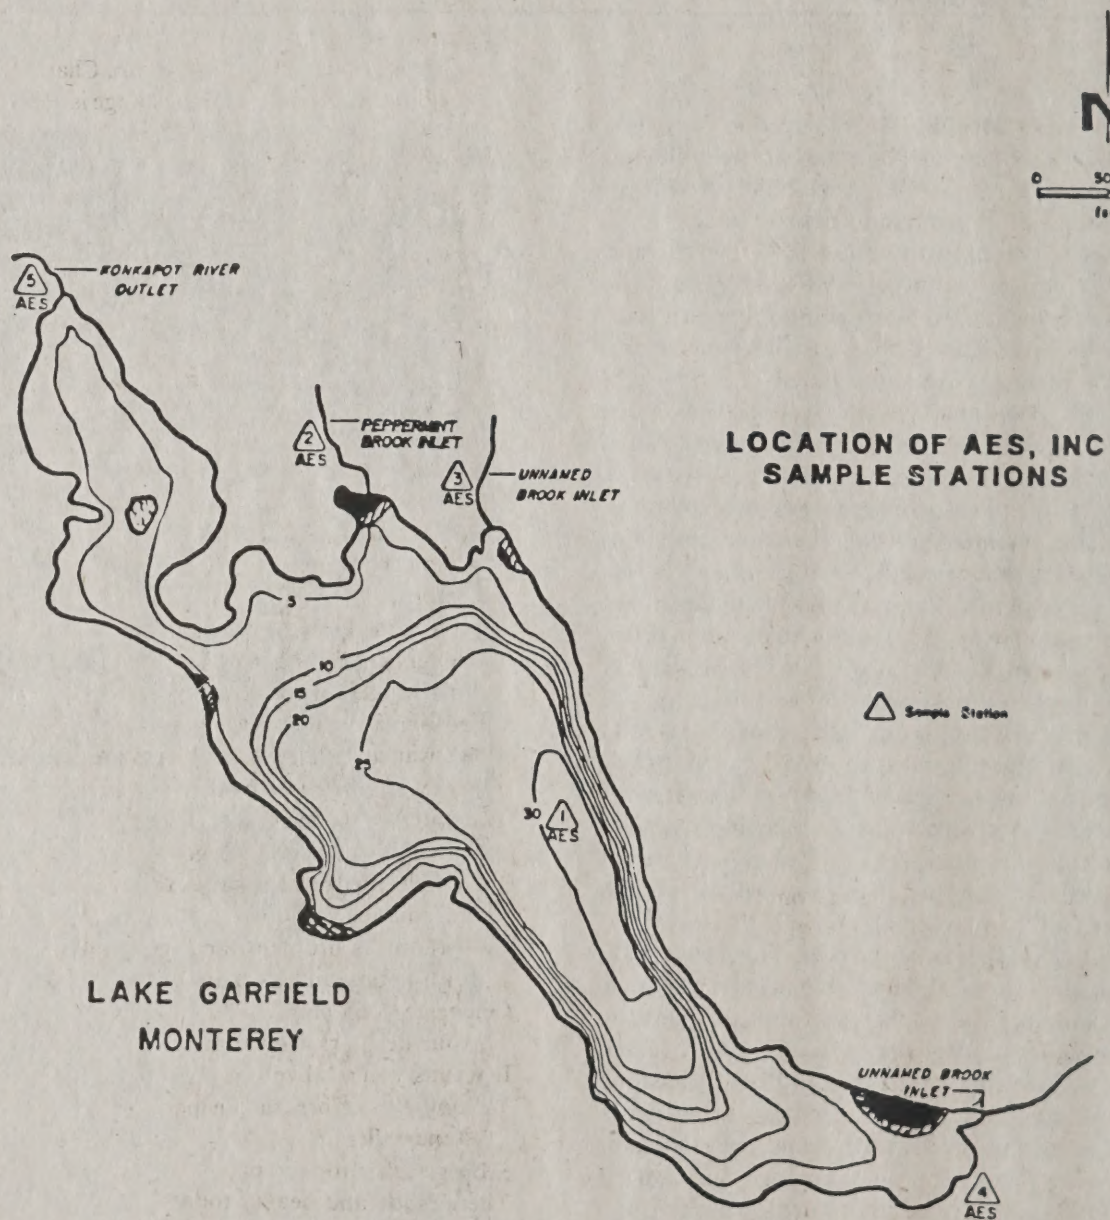 N
0
KONKAPOT RIVER
OUTLET
5
AES
2
AES
PEPPERMINT
BROOK INLET
3
AES
UNNAMED
BROOK INLET
LOCATION OF AES, INC
SAMPLE STATIONS
5
10
15
20
25
30
1
AES
Sample Station
LAKE GARFIELD
MONTEREY
UNNAMED BROOK
INLET
4
AES